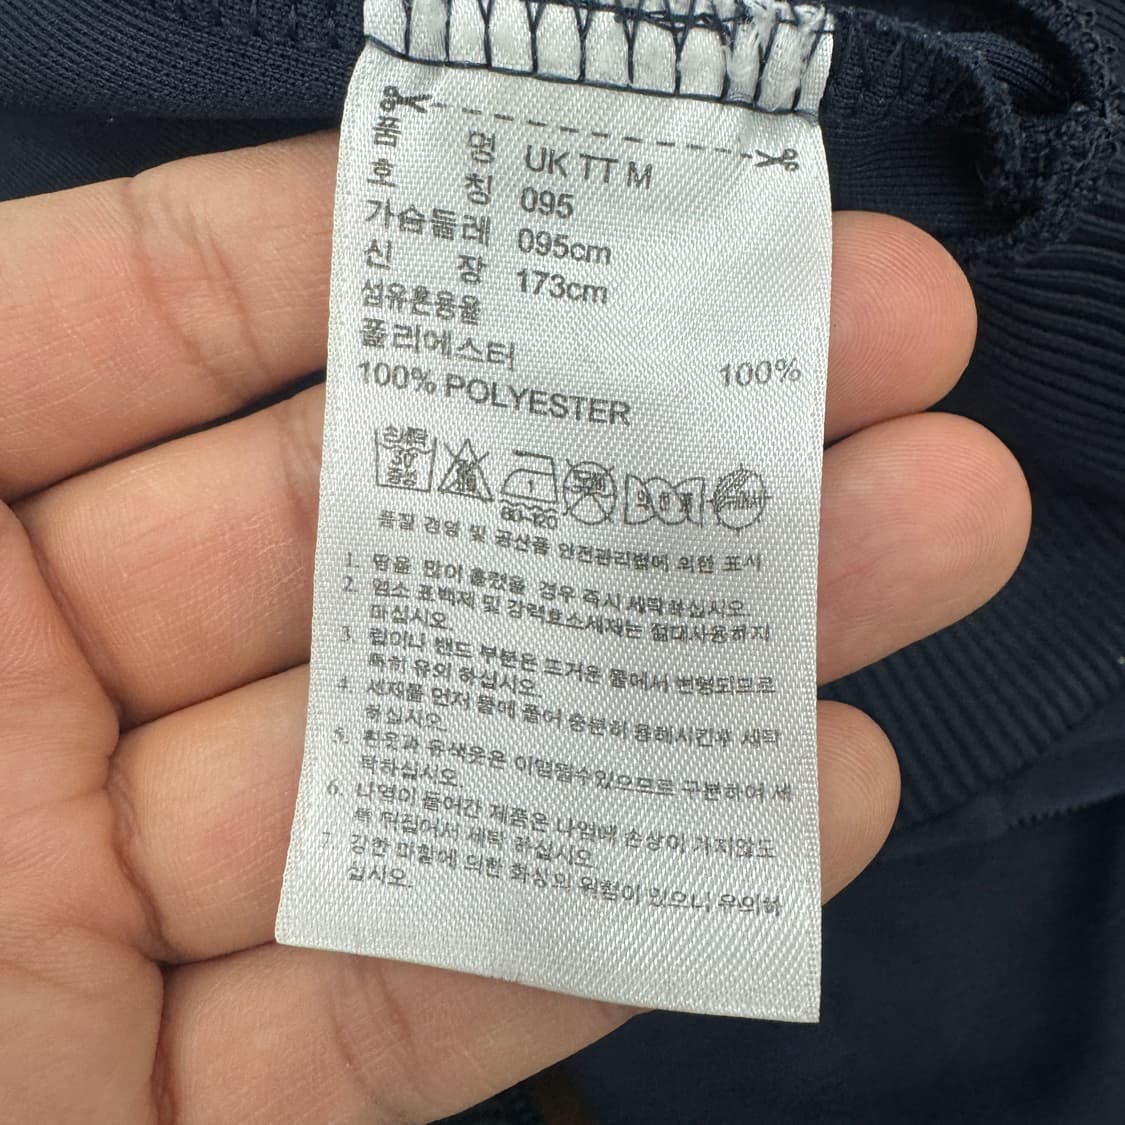 품 명 UK TT M
호 칭 095
가슴둘레 095cm
신 장 173cm
섬유혼용율
폴리에스터 100%
100% POLYESTER
30°
중성
1
80-120
품질 경영 및 공산품 안전관리법에 의한 표시
1. 땀을 많이 흘렸을 경우 즉시 세탁하십시오
2. 염소 표백제 및 강력효소세제는 절대사용하지
마십시오
3. 립이나 밴드 부분은 뜨거운 물에서 변형되므로
특히 유의 하십시오
4. 세제를 먼저 물에 풀어 충분히 용해시킨후 세탁
하십시오
5. 흰옷과 유색옷은 이염될수있으므로 구분하여 세
탁하십시오
6. 나염이 들어간 제품은 나염에 손상이 가지않도
록 뒤집어서 세탁 하십시오
7. 강한 마찰에 의한 화상의 위험이 있으니 유의하
십시오